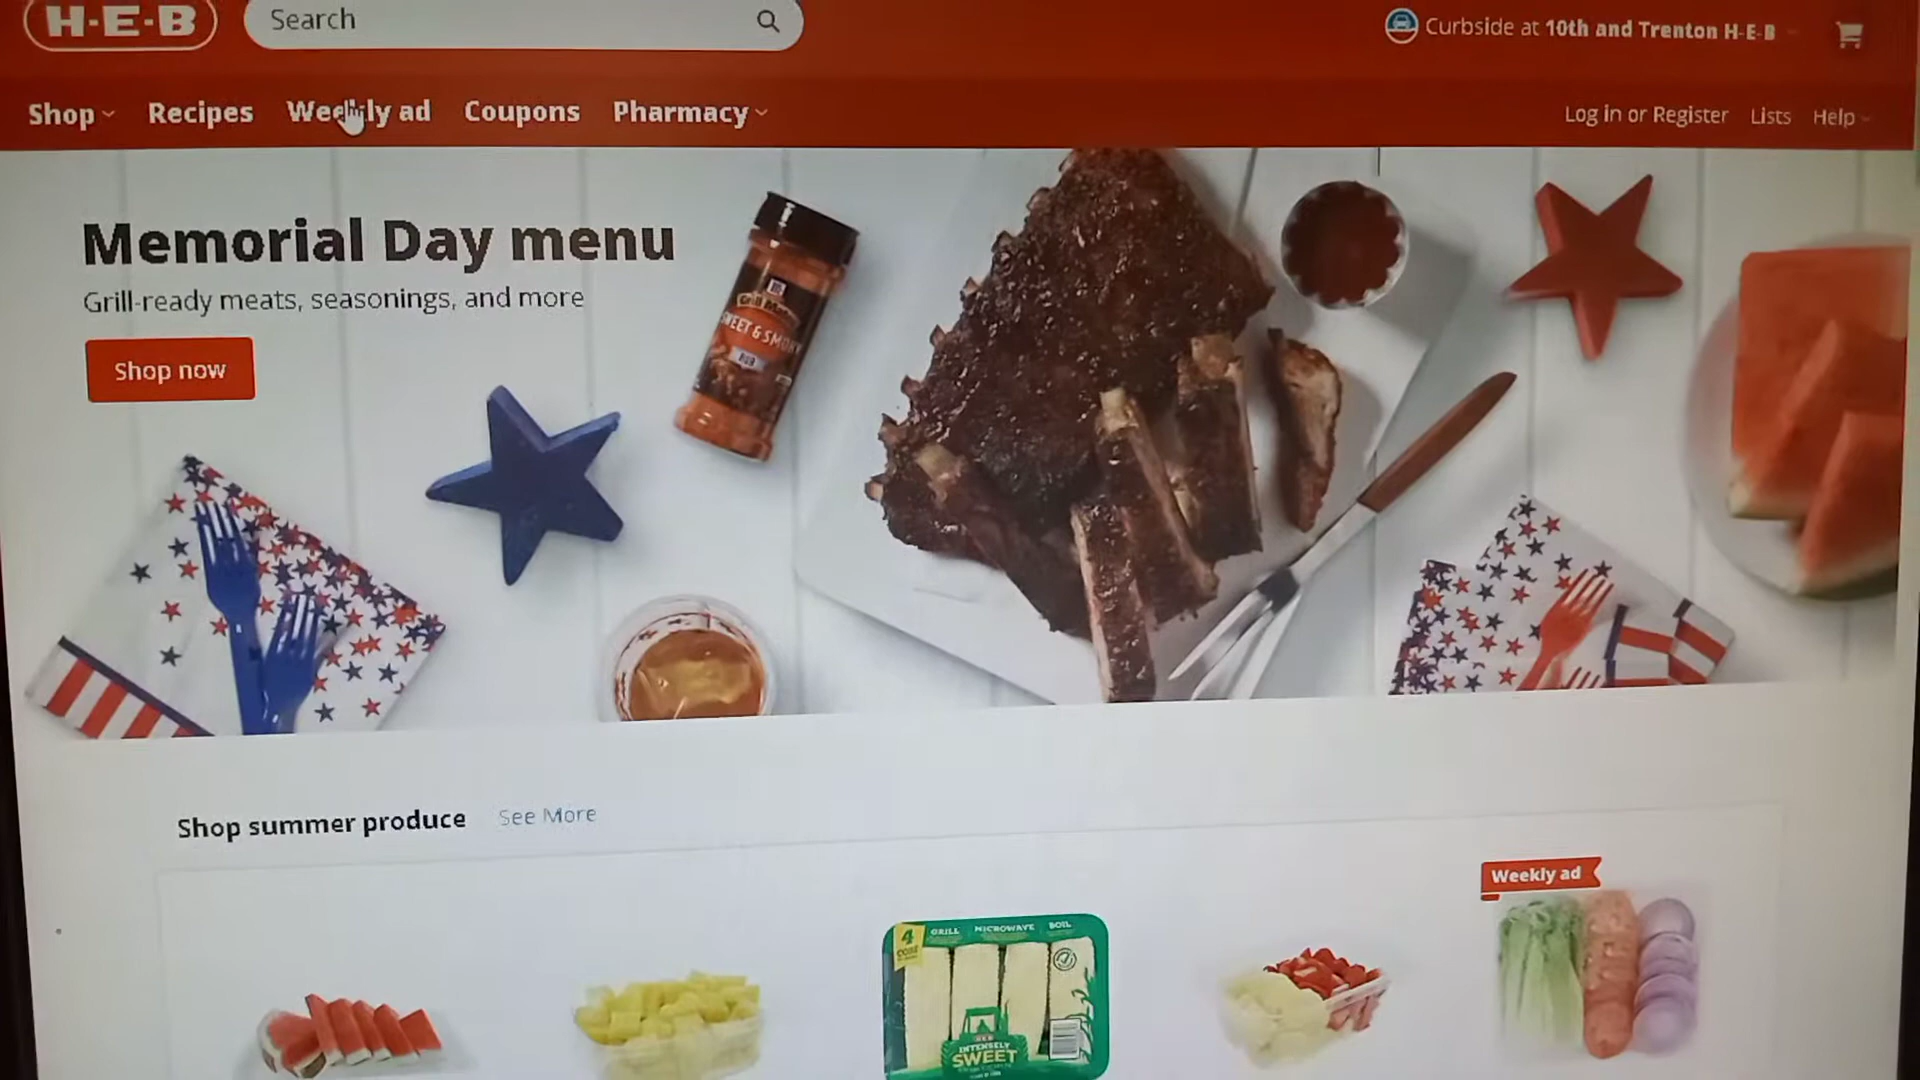 H-E-B
Search
Curbside at 10th and Trenton H-E-B
Shop
Recipes
Weekly ad
Coupons
Pharmacy
Log in or Register
Lists
Help
Memorial Day menu
Grill-ready meats, seasonings, and more
Shop now
Grill Mates
SWEET & SMOKY
RUB
Shop summer produce
See More
Weekly ad
4
GRILL
MICROWAVE
BOIL
H-E-B
INTENSELY
SWEET